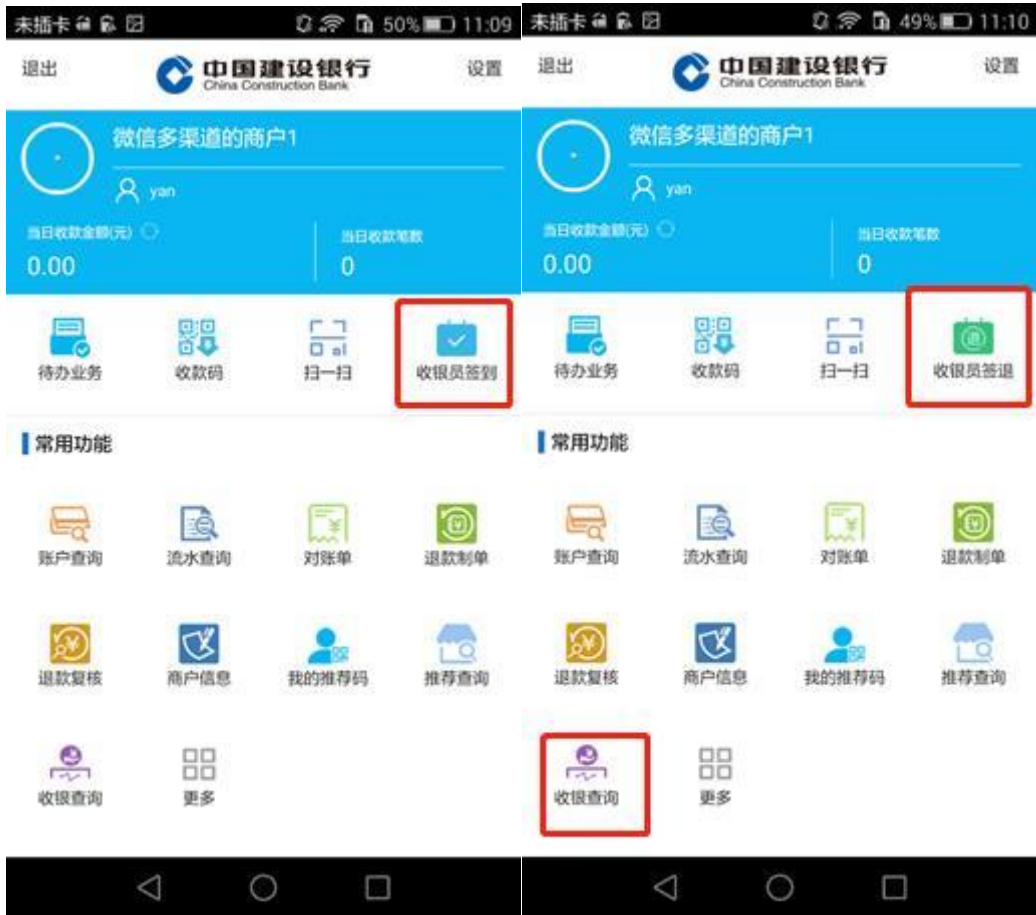 未插卡 50% 11:09
退出 中国建设银行 设置
China Construction Bank
微信多渠道的商户1
yan
当日收款金额(元) 当日收款笔数
0.00 0
待办业务 收款码 扫一扫 收银员签到
常用功能
账户查询 流水查询 对账单 退款制单
退款复核 商户信息 我的推荐码 推荐查询
收银查询 更多
未插卡 49% 11:10
退出 中国建设银行 设置
China Construction Bank
微信多渠道的商户1
yan
当日收款金额(元) 当日收款笔数
0.00 0
待办业务 收款码 扫一扫 收银员签退
常用功能
账户查询 流水查询 对账单 退款制单
退款复核 商户信息 我的推荐码 推荐查询
收银查询 更多